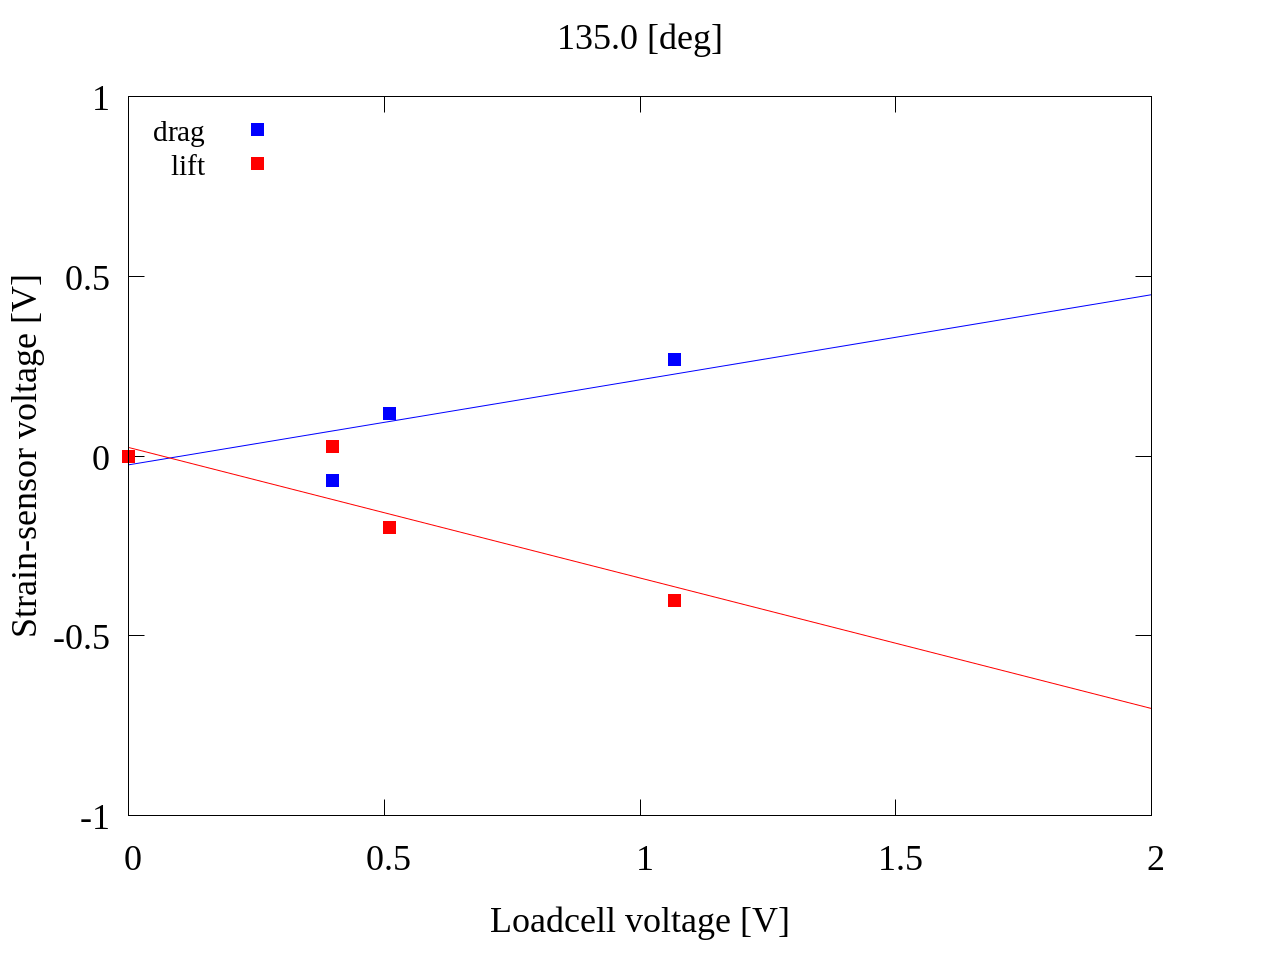 135.0 [deg]
1
drag
lift
0.5
0
-0.5
-1
Strain-sensor voltage [V]
0 0.5 1 1.5 2
Loadcell voltage [V]